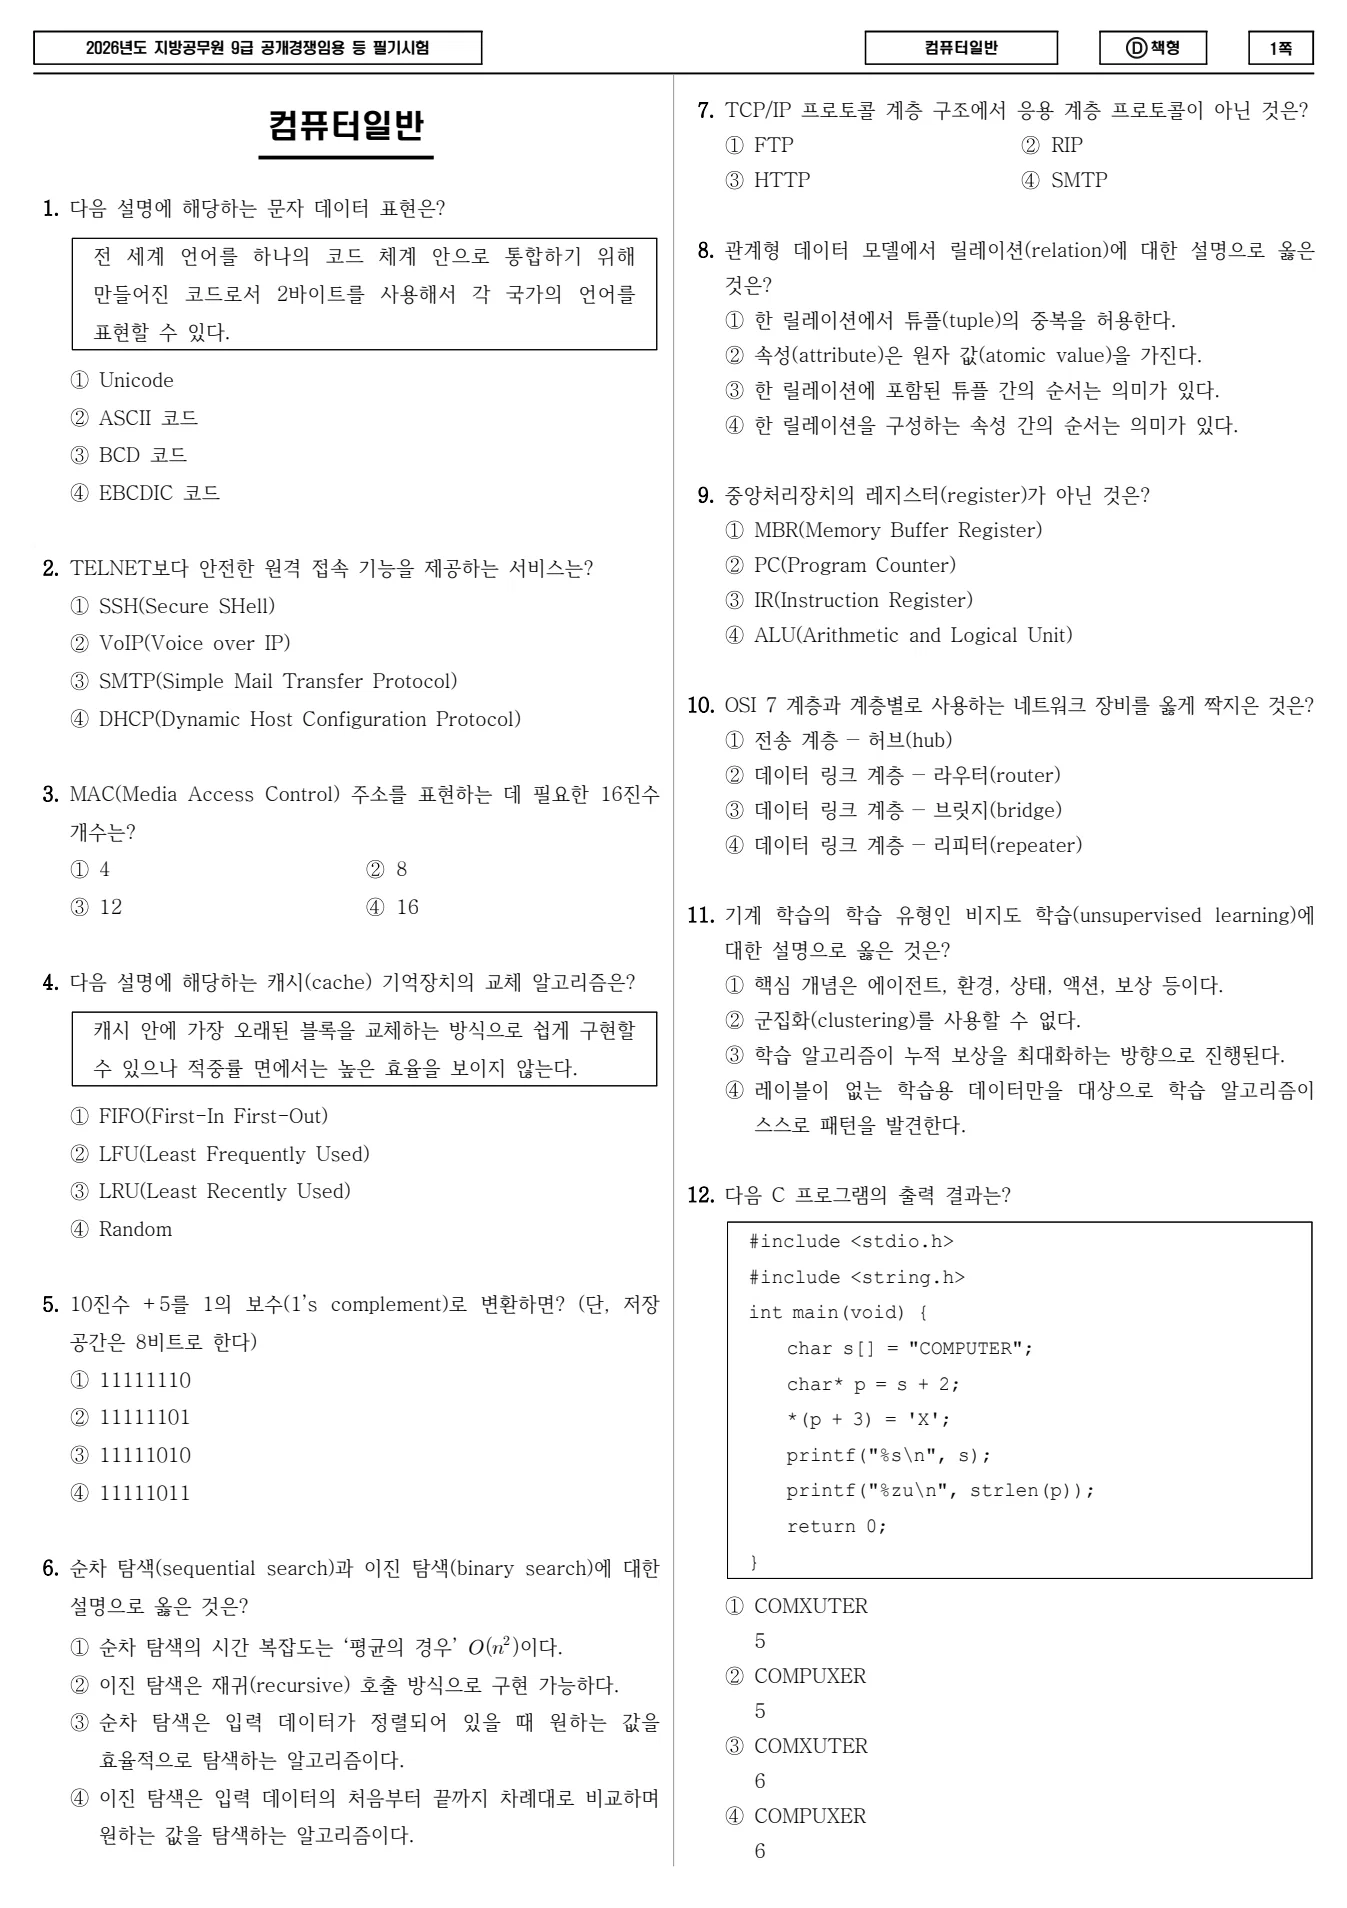 2026년도 지방공무원 9급 공개경쟁임용 등 필기시험
컴퓨터일반
Ⓓ책형
1쪽
컴퓨터일반
1. 다음 설명에 해당하는 문자 데이터 표현은?
전 세계 언어를 하나의 코드 체계 안으로 통합하기 위해
만들어진 코드로서 2바이트를 사용해서 각 국가의 언어를
표현할 수 있다.
① Unicode
② ASCII 코드
③ BCD 코드
④ EBCDIC 코드
2. TELNET보다 안전한 원격 접속 기능을 제공하는 서비스는?
① SSH(Secure SHell)
② VoIP(Voice over IP)
③ SMTP(Simple Mail Transfer Protocol)
④ DHCP(Dynamic Host Configuration Protocol)
3. MAC(Media Access Control) 주소를 표현하는 데 필요한 16진수
개수는?
① 4 ② 8
③ 12 ④ 16
4. 다음 설명에 해당하는 캐시(cache) 기억장치의 교체 알고리즘은?
캐시 안에 가장 오래된 블록을 교체하는 방식으로 쉽게 구현할
수 있으나 적중률 면에서는 높은 효율을 보이지 않는다.
① FIFO(First-In First-Out)
② LFU(Least Frequently Used)
③ LRU(Least Recently Used)
④ Random
5. 10진수 +5를 1의 보수(1's complement)로 변환하면? (단, 저장
공간은 8비트로 한다)
① 11111110
② 11111101
③ 11111010
④ 11111011
6. 순차 탐색(sequential search)과 이진 탐색(binary search)에 대한
설명으로 옳은 것은?
① 순차 탐색의 시간 복잡도는 ‘평균의 경우’ O(n²)이다.
② 이진 탐색은 재귀(recursive) 호출 방식으로 구현 가능하다.
③ 순차 탐색은 입력 데이터가 정렬되어 있을 때 원하는 값을
효율적으로 탐색하는 알고리즘이다.
④ 이진 탐색은 입력 데이터의 처음부터 끝까지 차례대로 비교하며
원하는 값을 탐색하는 알고리즘이다.
7. TCP/IP 프로토콜 계층 구조에서 응용 계층 프로토콜이 아닌 것은?
① FTP ② RIP
③ HTTP ④ SMTP
8. 관계형 데이터 모델에서 릴레이션(relation)에 대한 설명으로 옳은
것은?
① 한 릴레이션에서 튜플(tuple)의 중복을 허용한다.
② 속성(attribute)은 원자 값(atomic value)을 가진다.
③ 한 릴레이션에 포함된 튜플 간의 순서는 의미가 있다.
④ 한 릴레이션을 구성하는 속성 간의 순서는 의미가 있다.
9. 중앙처리장치의 레지스터(register)가 아닌 것은?
① MBR(Memory Buffer Register)
② PC(Program Counter)
③ IR(Instruction Register)
④ ALU(Arithmetic and Logical Unit)
10. OSI 7 계층과 계층별로 사용하는 네트워크 장비를 옳게 짝지은 것은?
① 전송 계층 – 허브(hub)
② 데이터 링크 계층 – 라우터(router)
③ 데이터 링크 계층 – 브릿지(bridge)
④ 데이터 링크 계층 – 리피터(repeater)
11. 기계 학습의 학습 유형인 비지도 학습(unsupervised learning)에
대한 설명으로 옳은 것은?
① 핵심 개념은 에이전트, 환경, 상태, 액션, 보상 등이다.
② 군집화(clustering)를 사용할 수 없다.
③ 학습 알고리즘이 누적 보상을 최대화하는 방향으로 진행된다.
④ 레이블이 없는 학습용 데이터만을 대상으로 학습 알고리즘이
스스로 패턴을 발견한다.
12. 다음 C 프로그램의 출력 결과는?
#include <stdio.h>
#include <string.h>
int main(void) {
char s[] = "COMPUTER";
char* p = s + 2;
*(p + 3) = 'X';
printf("%s\n", s);
printf("%zu\n", strlen(p));
return 0;
}
① COMXUTER
5
② COMPUXER
5
③ COMXUTER
6
④ COMPUXER
6